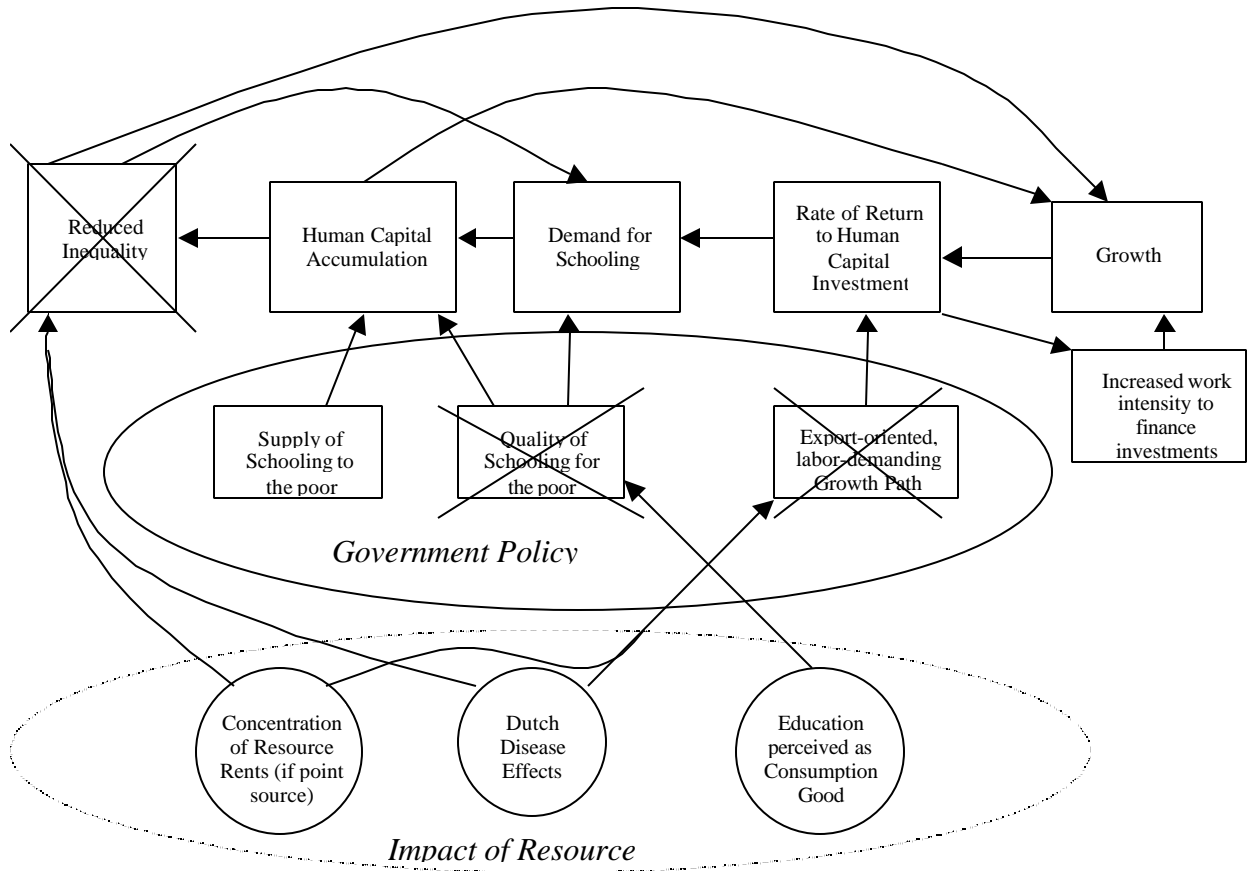 Reduced
Inequality
Human Capital
Accumulation
Demand for
Schooling
Rate of Return
to Human
Capital
Investment
Growth
Increased work
intensity to
finance
investments
Supply of
Schooling to
the poor
Quality of
Schooling for
the poor
Export-oriented,
labor-demanding
Growth Path
Government Policy
Concentration
of Resource
Rents (if point
source)
Dutch
Disease
Effects
Education
perceived as
Consumption
Good
Impact of Resource